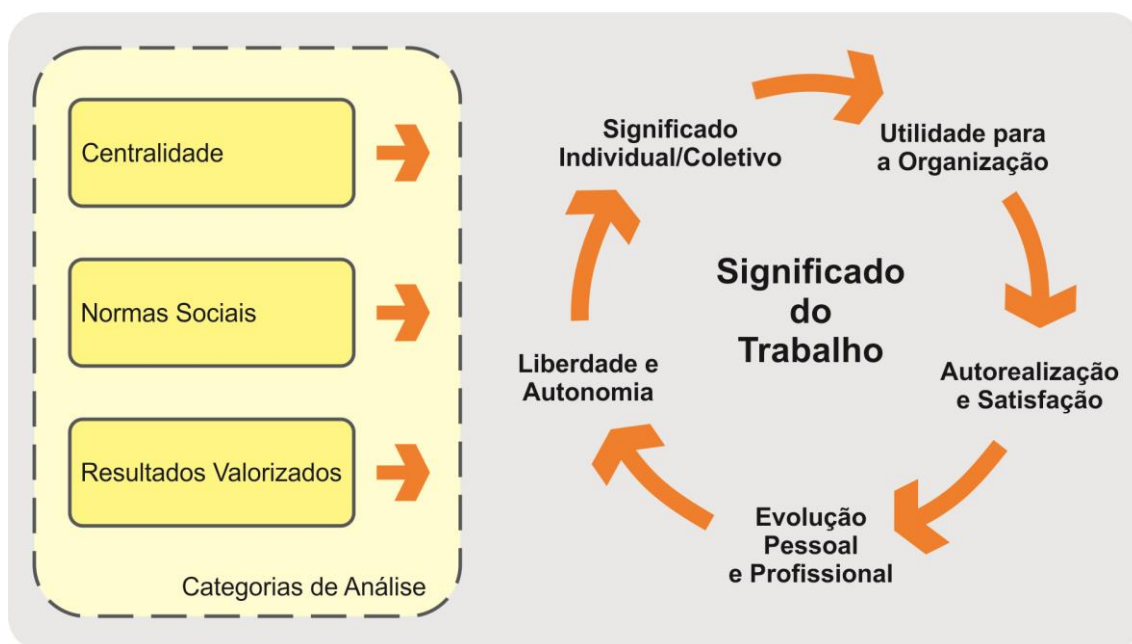 Centralidade
Normas Sociais
Resultados Valorizados
Categorias de Análise
Significado
Individual/Coletivo
Utilidade para
a Organização
Autorealização
e Satisfação
Evolução
Pessoal
e Profissional
Liberdade e
Autonomia
Significado
do
Trabalho